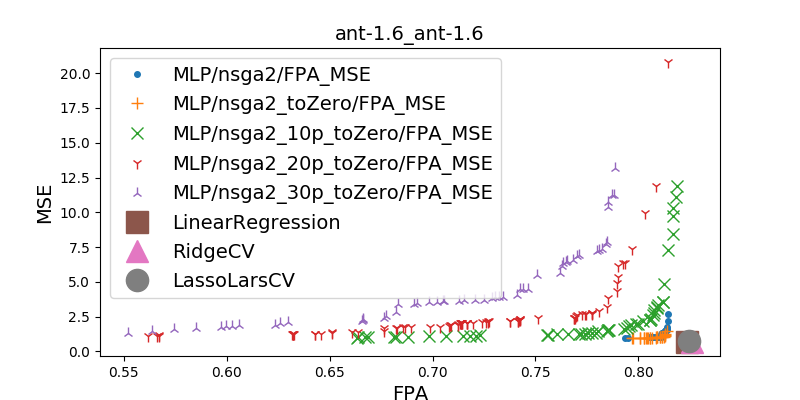 ant-1.6_ant-1.6
MLP/nsga2/FPA_MSE
MLP/nsga2_toZero/FPA_MSE
MLP/nsga2_10p_toZero/FPA_MSE
MLP/nsga2_20p_toZero/FPA_MSE
MLP/nsga2_30p_toZero/FPA_MSE
LinearRegression
RidgeCV
LassoLarsCV
MSE
20.0
17.5
15.0
12.5
10.0
7.5
5.0
2.5
0.0
0.55 0.60 0.65 0.70 0.75 0.80
FPA